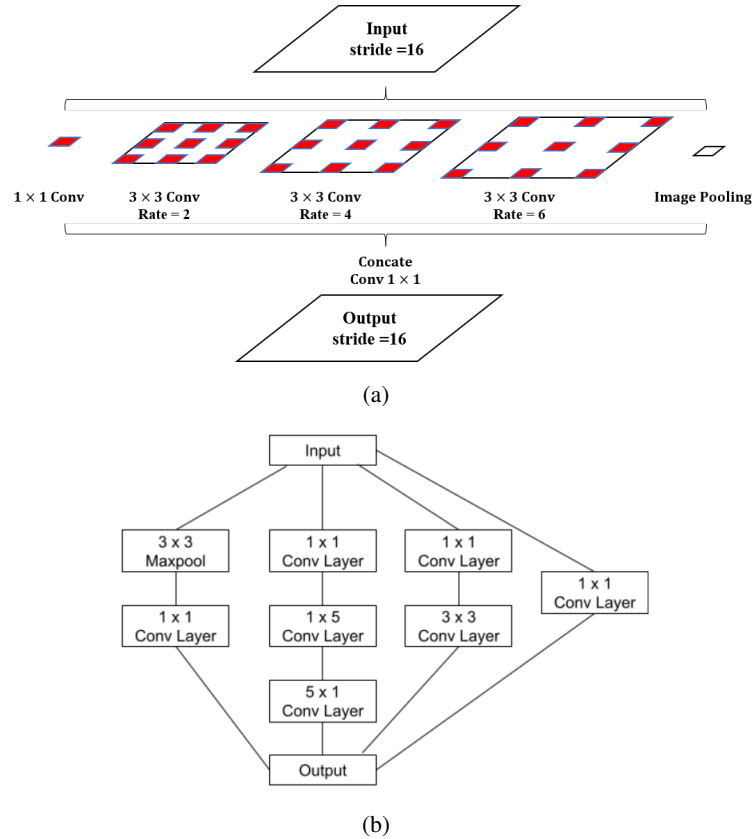 Input
stride =16
1 × 1 Conv
3 × 3 Conv
Rate = 2
3 × 3 Conv
Rate = 4
3 × 3 Conv
Rate = 6
Image Pooling
Concate
Conv 1 × 1
Output
stride =16
(a)
Input
3 x 3
Maxpool
1 x 1
Conv Layer
1 x 1
Conv Layer
1 x 1
Conv Layer
1 x 1
Conv Layer
1 x 5
Conv Layer
3 x 3
Conv Layer
5 x 1
Conv Layer
Output
(b)